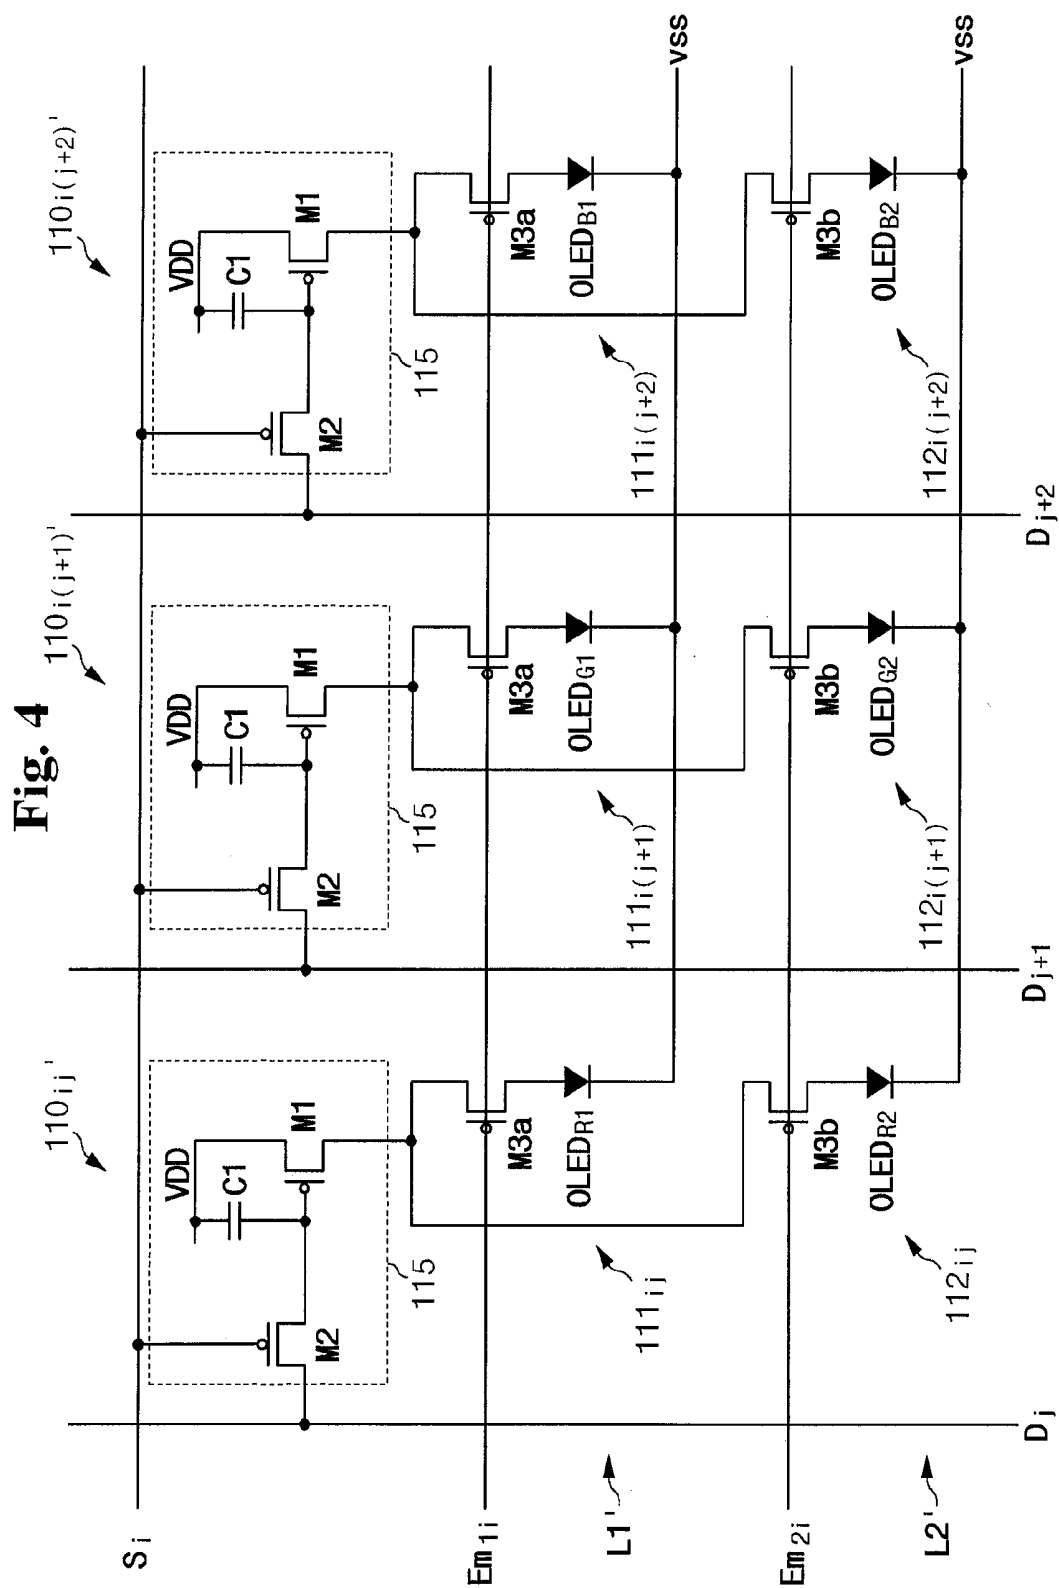 Fig. 4
110ij'
110i(j+1)'
110i(j+2)'
Si
VDD
C1
M1
M2
115
VDD
C1
M1
M2
115
VDD
C1
M1
M2
115
Em1i
M3a
M3a
M3a
L1'
OLEDR1
111ij
OLEDG1
111i(j+1)
OLEDB1
111i(j+2)
VSS
Em2i
M3b
M3b
M3b
L2'
OLEDR2
112ij
OLEDG2
112i(j+1)
OLEDB2
112i(j+2)
VSS
Dj
Dj+1
Dj+2